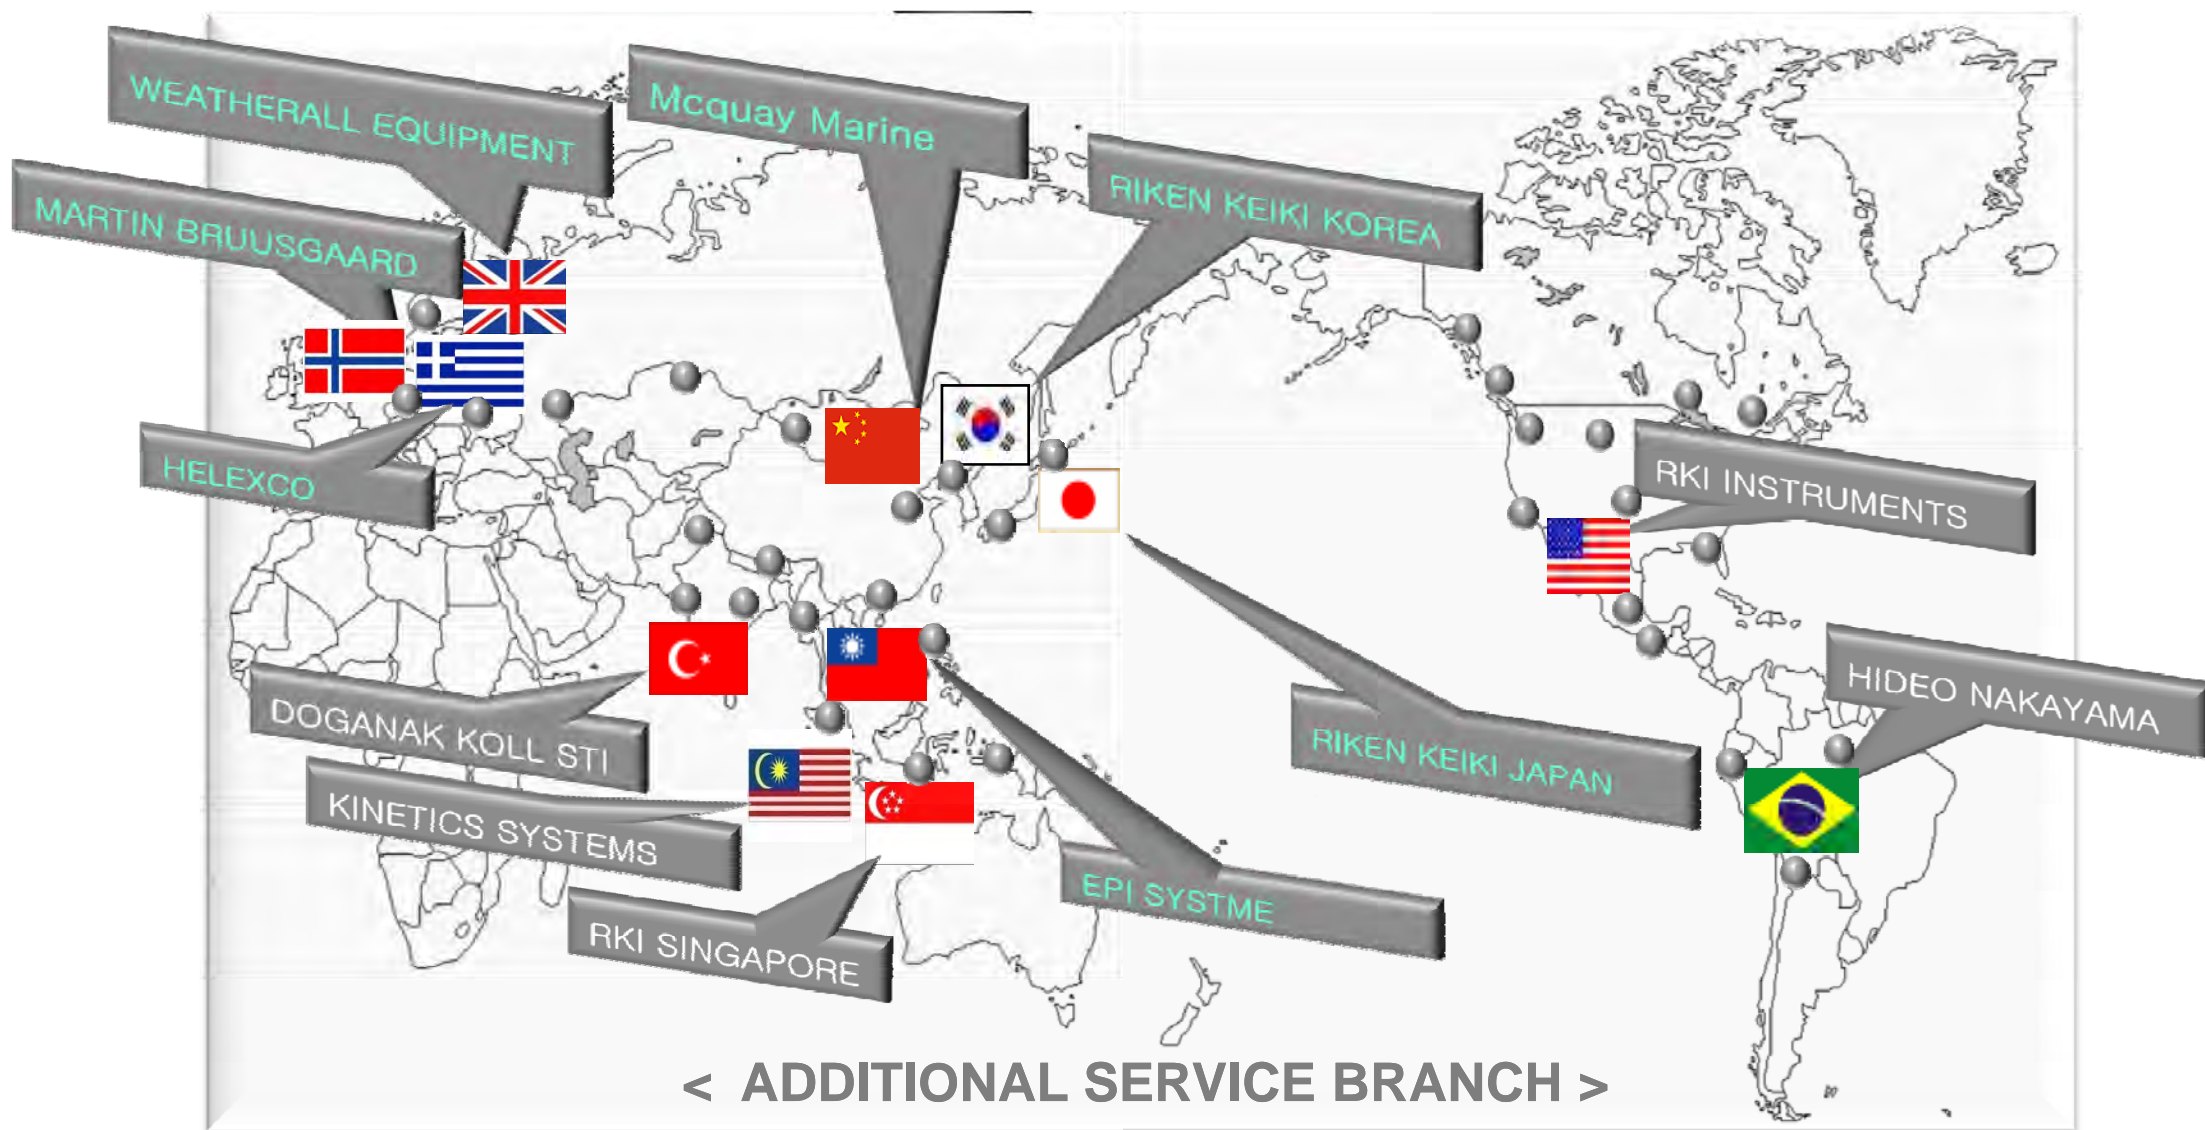 WEATHERALL EQUIPMENT
Mcquay Marine
RIKEN KEIKI KOREA
MARTIN BRUUSGAARD
HELEXCO
RKI INSTRUMENTS
HIDEO NAKAYAMA
DOGANAK KOLL STI
RIKEN KEIKI JAPAN
KINETICS SYSTEMS
EPI SYSTME
RKI SINGAPORE
< ADDITIONAL SERVICE BRANCH >